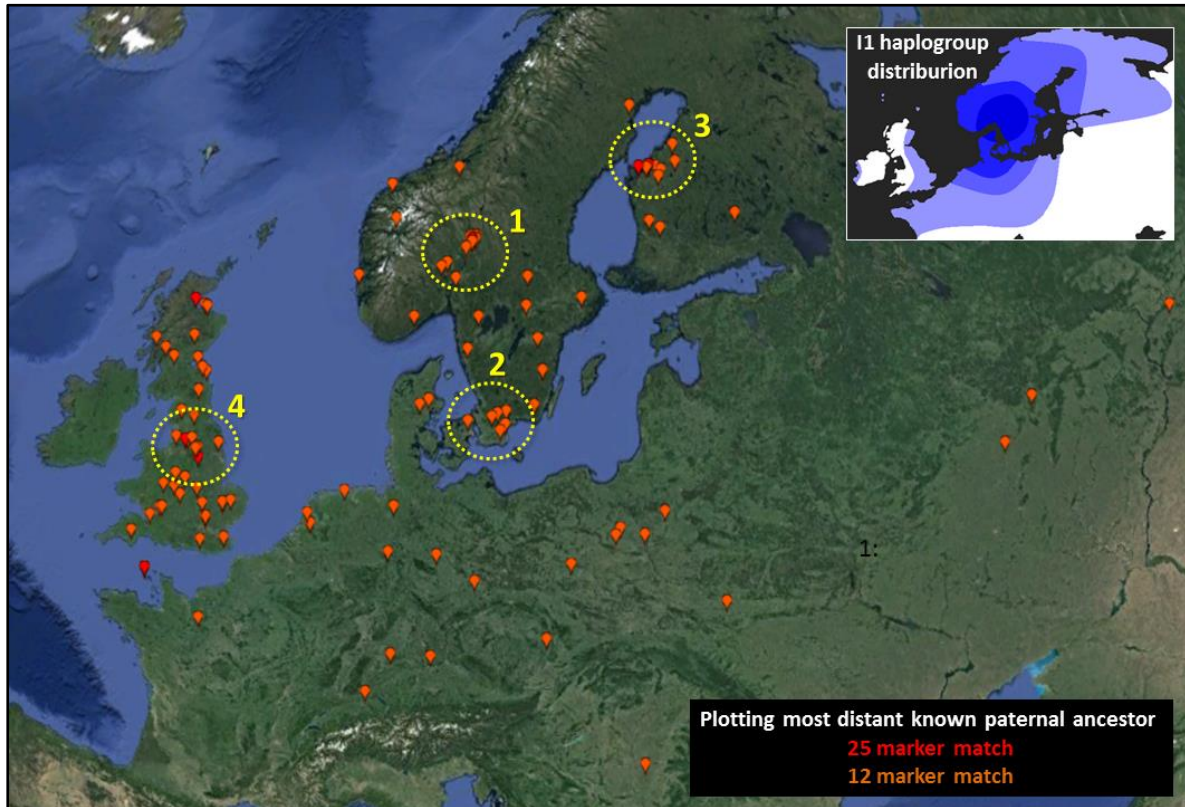 I1 haplogroup
distriburion
3
1
2
4
1:
Plotting most distant known paternal ancestor
25 marker match
12 marker match